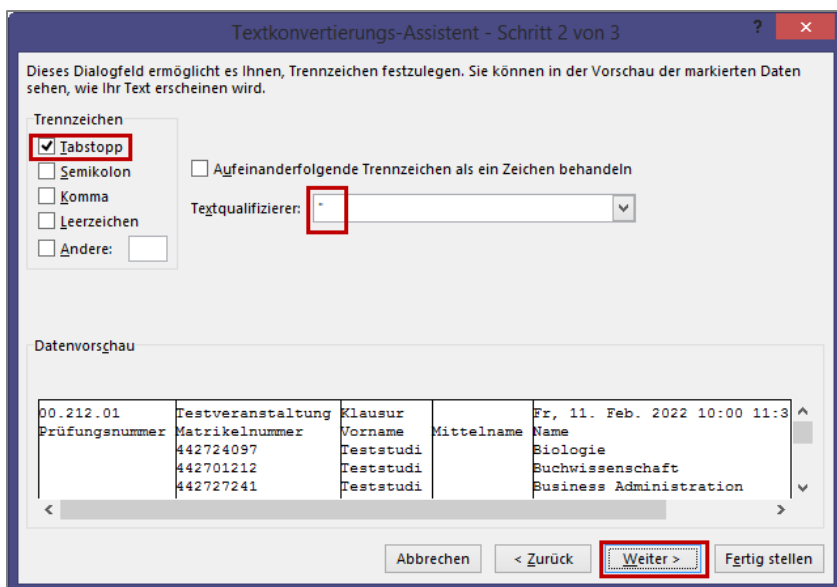 Textkonvertierungs-Assistent - Schritt 2 von 3
?
×
Dieses Dialogfeld ermöglicht es Ihnen, Trennzeichen festzulegen. Sie können in der Vorschau der markierten Daten
sehen, wie Ihr Text erscheinen wird.
Trennzeichen
Tabstopp
Semikolon
Komma
Leerzeichen
Andere:
Aufeinanderfolgende Trennzeichen als ein Zeichen behandeln
Textqualifizierer: "
Datenvorschau
00.212.01 Testveranstaltung Klausur Fr, 11. Feb. 2022 10:00 11:3
Prüfungsnummer Matrikelnummer Vorname Mittelname Name
442724097 Teststudi Biologie
442701212 Teststudi Buchwissenschaft
442727241 Teststudi Business Administration
Abbrechen < Zurück Weiter > Fertig stellen